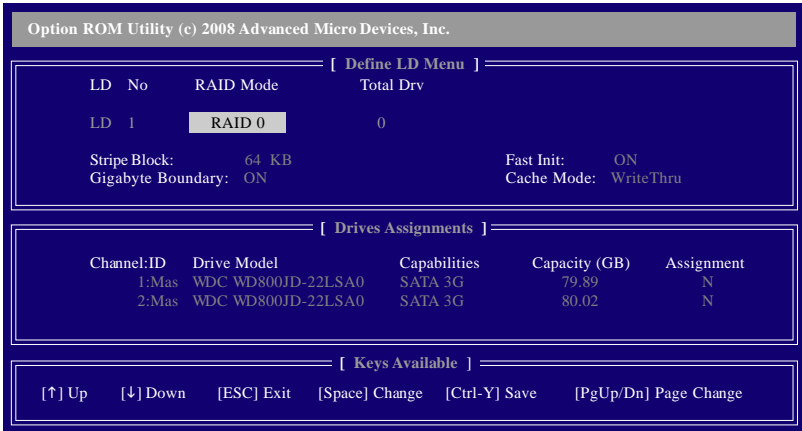 Option ROM Utility (c) 2008 Advanced Micro Devices, Inc.
[ Define LD Menu ]
LD No RAID Mode Total Drv
LD 1 RAID 0 0
Stripe Block: 64 KB Fast Init: ON
Gigabyte Boundary: ON Cache Mode: WriteThru
[ Drives Assignments ]
Channel:ID Drive Model Capabilities Capacity (GB) Assignment
1:Mas WDC WD800JD-22LSA0 SATA 3G 79.89 N
2:Mas WDC WD800JD-22LSA0 SATA 3G 80.02 N
[ Keys Available ]
[↑] Up [↓] Down [ESC] Exit [Space] Change [Ctrl-Y] Save [PgUp/Dn] Page Change